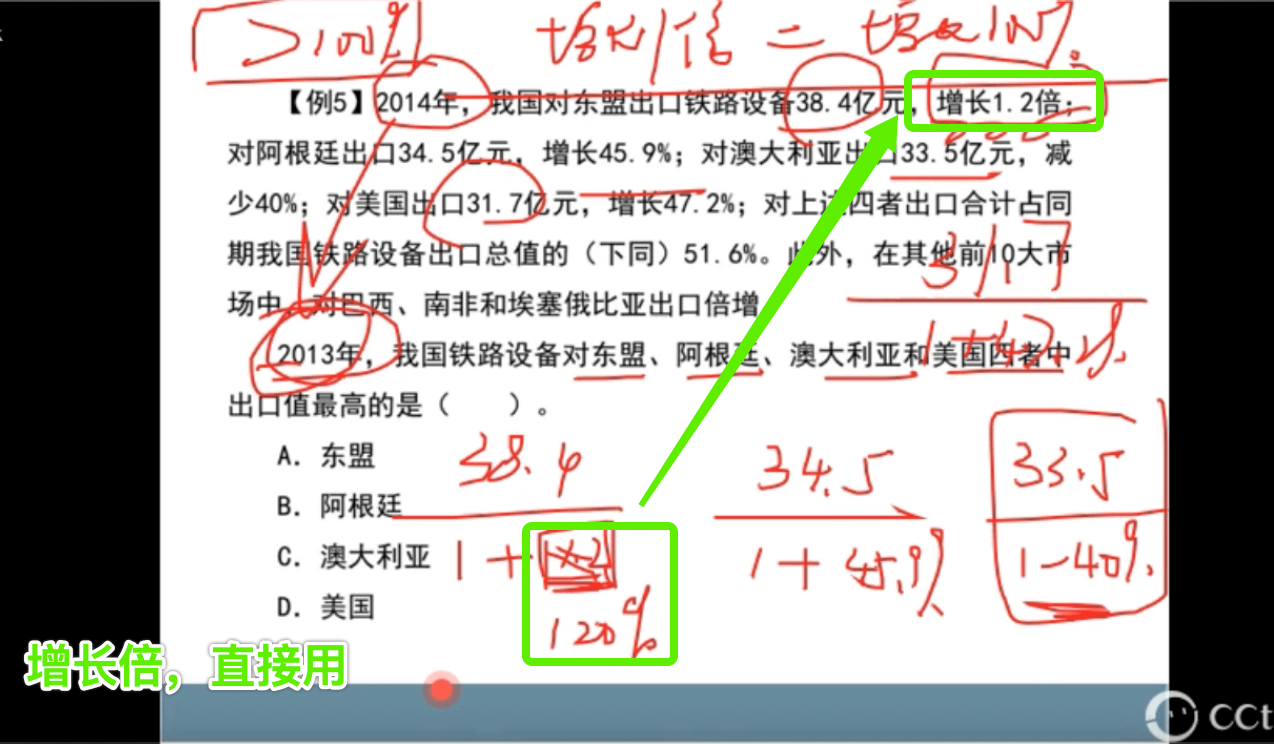 >100%
增长1倍 = 增长100%
【例5】2014年，我国对东盟出口铁路设备38.4亿元，增长1.2倍；
对阿根廷出口34.5亿元，增长45.9%；对澳大利亚出口33.5亿元，减
少40%；对美国出口31.7亿元，增长47.2%；对上述四者出口合计占同
期我国铁路设备出口总值的（下同）51.6%。此外，在其他前10大市
场中，对巴西、南非和埃塞俄比亚出口倍增
31.7
2013年，我国铁路设备对东盟、阿根廷、澳大利亚和美国四者中
出口值最高的是（　　）。
A. 东盟
38.4
34.5
33.5
B. 阿根廷
C. 澳大利亚
1+1.2
1+45.9%
1-40%
D. 美国
120%
增长倍，直接用
CCt